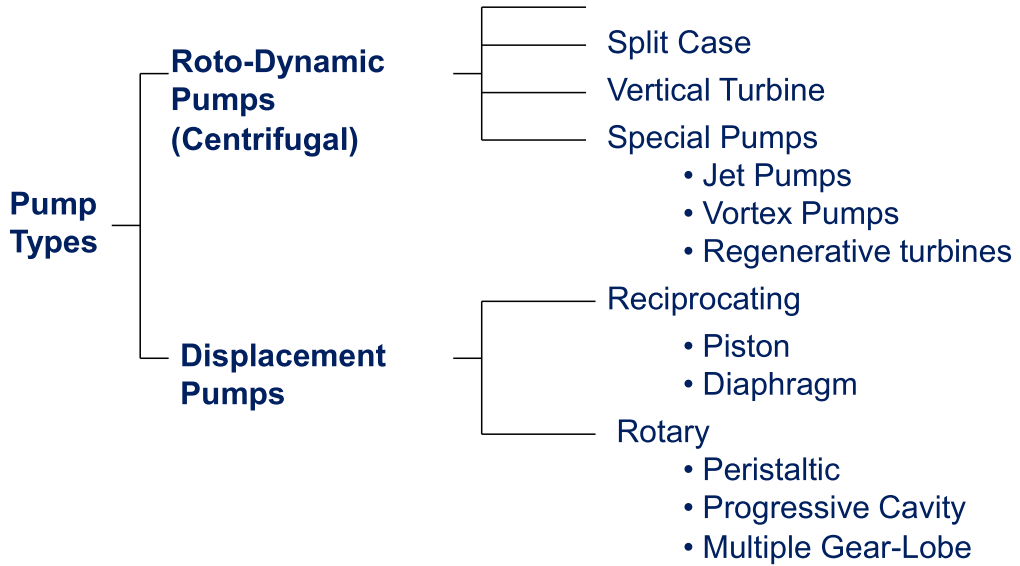 Pump
Types
Roto-Dynamic
Pumps
(Centrifugal)
Split Case
Vertical Turbine
Special Pumps
• Jet Pumps
• Vortex Pumps
• Regenerative turbines
Displacement
Pumps
Reciprocating
• Piston
• Diaphragm
Rotary
• Peristaltic
• Progressive Cavity
• Multiple Gear-Lobe